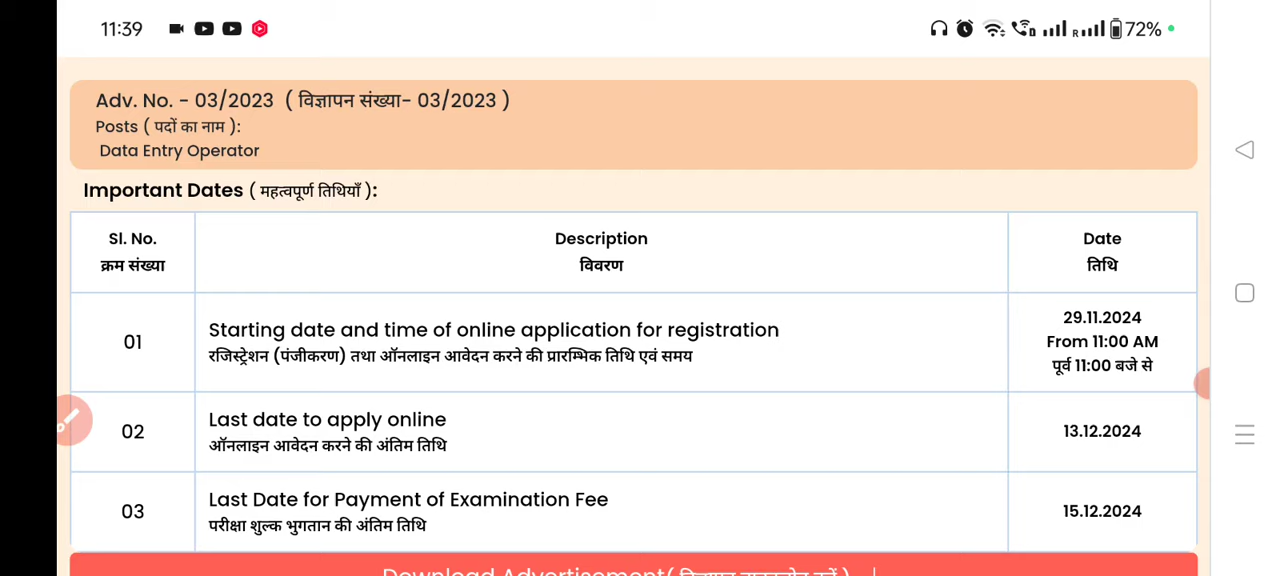 11:39
R 72%
Adv. No. - 03/2023 ( विज्ञापन संख्या- 03/2023 )
Posts ( पदों का नाम ):
Data Entry Operator
Important Dates ( महत्वपूर्ण तिथियाँ ):
Sl. No. Description Date
क्रम संख्या विवरण तिथि
01 Starting date and time of online application for registration 29.11.2024
रजिस्ट्रेशन (पंजीकरण) तथा ऑनलाइन आवेदन करने की प्रारम्भिक तिथि एवं समय From 11:00 AM
पूर्व 11:00 बजे से
02 Last date to apply online 13.12.2024
ऑनलाइन आवेदन करने की अंतिम तिथि
03 Last Date for Payment of Examination Fee 15.12.2024
परीक्षा शुल्क भुगतान की अंतिम तिथि
Download Advertisement( विज्ञापन डाउनलोड करें )